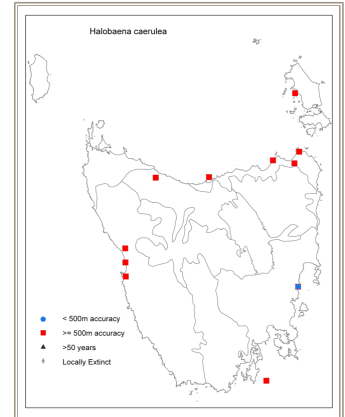 Halobaena caerulea
< 500m accuracy
>= 500m accuracy
>50 years
Locally Extinct